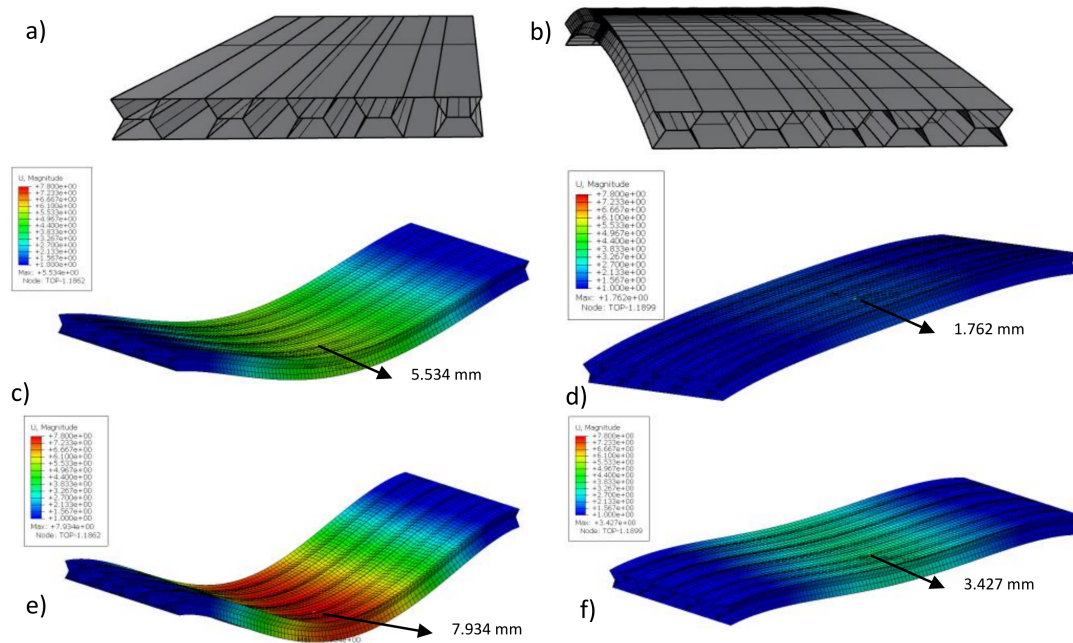 a)
b)
U, Magnitude
+7.800e+00
+7.233e+00
+6.667e+00
+6.100e+00
+5.533e+00
+4.967e+00
+4.400e+00
+3.833e+00
+3.267e+00
+2.700e+00
+2.133e+00
+1.567e+00
+1.000e+00
Max: +5.534e+00
Node: TOP-1.1862
5.534 mm
c)
U, Magnitude
+7.800e+00
+7.233e+00
+6.667e+00
+6.100e+00
+5.533e+00
+4.967e+00
+4.400e+00
+3.833e+00
+3.267e+00
+2.700e+00
+2.133e+00
+1.567e+00
+1.000e+00
Max: +1.762e+00
Node: TOP-1.1899
1.762 mm
d)
U, Magnitude
+7.800e+00
+7.233e+00
+6.667e+00
+6.100e+00
+5.533e+00
+4.967e+00
+4.400e+00
+3.833e+00
+3.267e+00
+2.700e+00
+2.133e+00
+1.567e+00
+1.000e+00
Max: +7.934e+00
Node: TOP-1.1862
7.934 mm
e)
U, Magnitude
+7.800e+00
+7.233e+00
+6.667e+00
+6.100e+00
+5.533e+00
+4.967e+00
+4.400e+00
+3.833e+00
+3.267e+00
+2.700e+00
+2.133e+00
+1.567e+00
+1.000e+00
Max: +3.427e+00
Node: TOP-1.1899
3.427 mm
f)